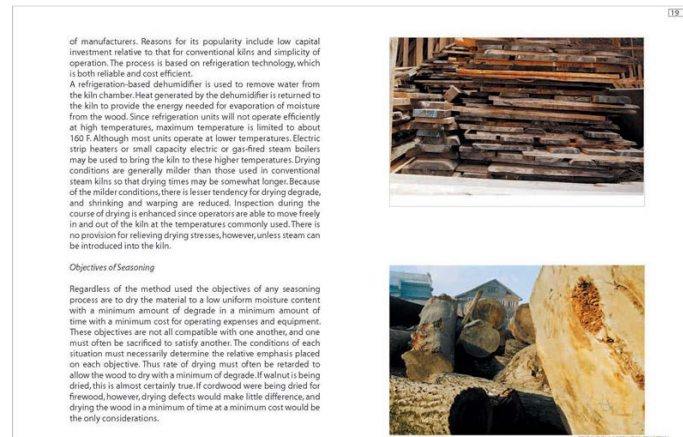 19
of manufacturers. Reasons for its popularity include low capital
investment relative to that for conventional kilns and simplicity of
operation. The process is based on refrigeration technology, which
is both reliable and cost efficient.
A refrigeration-based dehumidifier is used to remove water from
the kiln chamber. Heat generated by the dehumidifier is returned to
the kiln to provide the energy needed for evaporation of moisture
from the wood. Since refrigeration units will not operate efficiently
at high temperatures, maximum temperature is limited to about
160 F. Although most units operate at lower temperatures. Electric
strip heaters or small capacity electric or gas-fired steam boilers
may be used to bring the kiln to these higher temperatures. Drying
conditions are generally milder than those used in conventional
steam kilns so that drying times may be somewhat longer. Because
of the milder conditions, there is lesser tendency for drying degrade,
and shrinking and warping are reduced. Inspection during the
course of drying is enhanced since operators are able to move freely
in and out of the kiln at the temperatures commonly used. There is
no provision for relieving drying stresses, however, unless steam can
be introduced into the kiln.
Objectives of Seasoning
Regardless of the method used the objectives of any seasoning
process are to dry the material to a low uniform moisture content
with a minimum amount of degrade in a minimum amount of
time with a minimum cost for operating expenses and equipment.
These objectives are not all compatible with one another, and one
must often be sacrificed to satisfy another. The conditions of each
situation must necessarily determine the relative emphasis placed
on each objective. Thus rate of drying must often be retarded to
allow the wood to dry with a minimum of degrade. If walnut is being
dried, this is almost certainly true. If cordwood were being dried for
firewood, however, drying defects would make little difference, and
drying the wood in a minimum of time at a minimum cost would be
the only considerations.